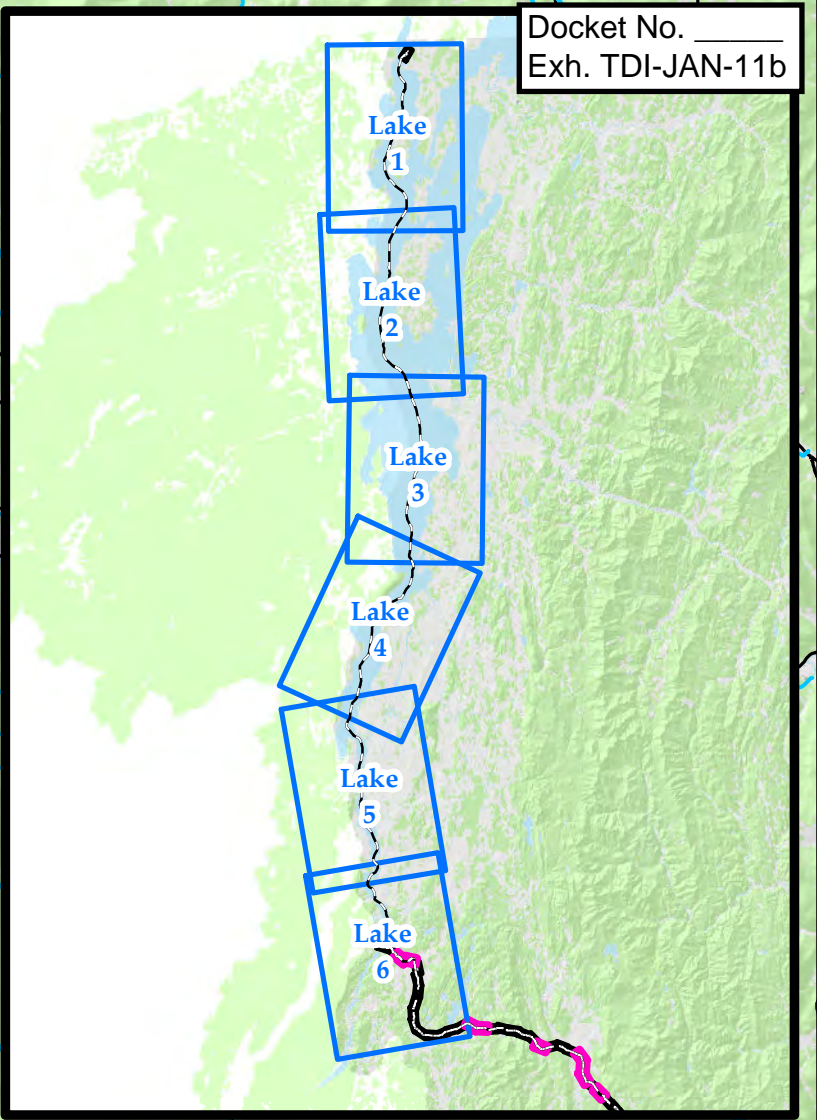 Docket No. _____
Exh. TDI-JAN-11b
Lake
1
Lake
2
Lake
3
Lake
4
Lake
5
Lake
6